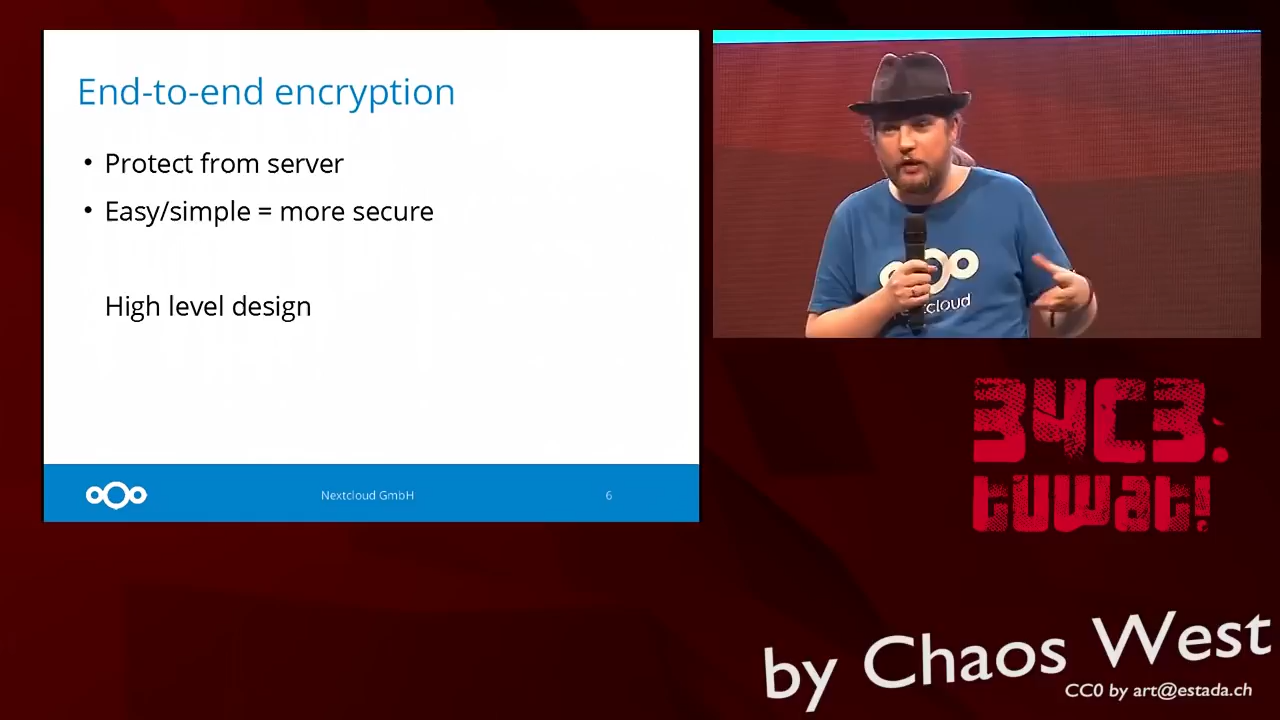 End-to-end encryption
• Protect from server
• Easy/simple = more secure
High level design
Nextcloud GmbH
6
34C3:
tuwat!
by Chaos West
CC0 by art@estada.ch